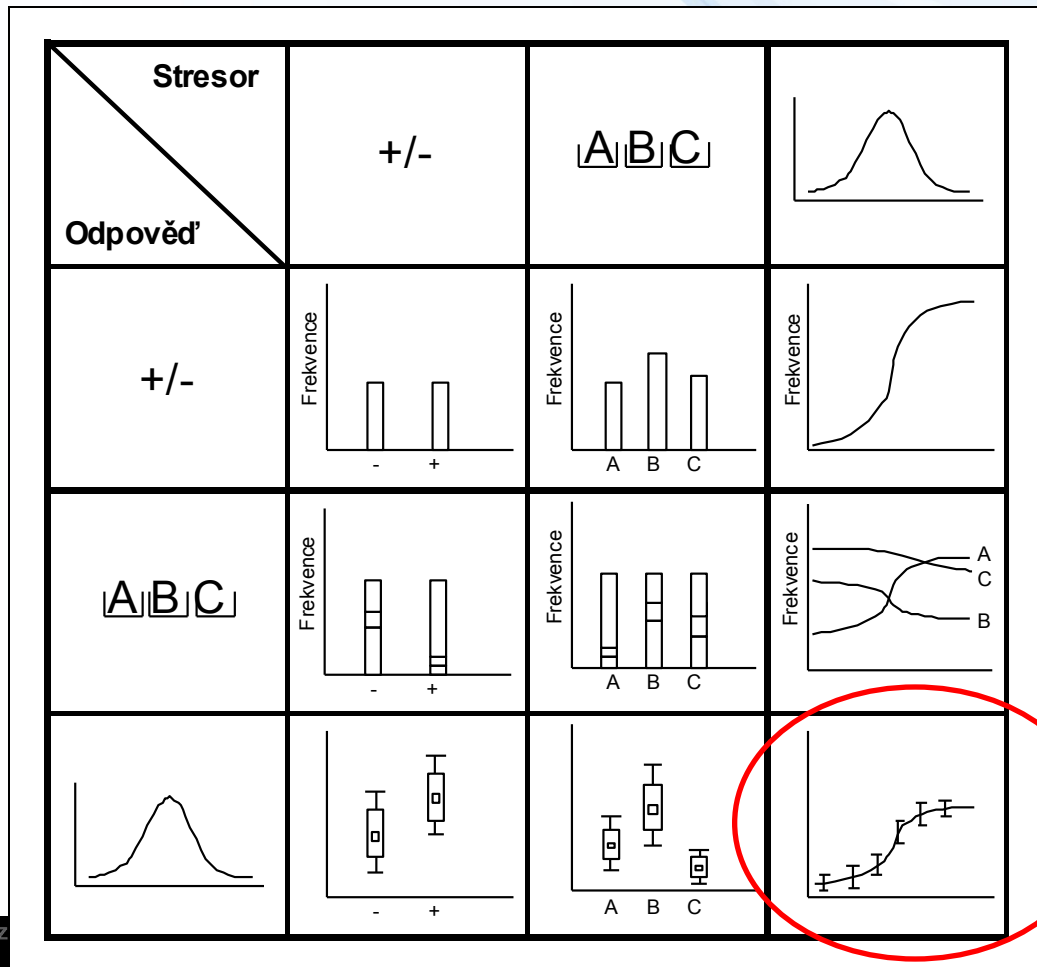 Stresor
Odpověď
+/-
A B C
+/-
Frekvence
- +
Frekvence
A B C
Frekvence
A B C
Frekvence
- +
Frekvence
A B C
Frekvence
A
C
B
- +
A B C
z